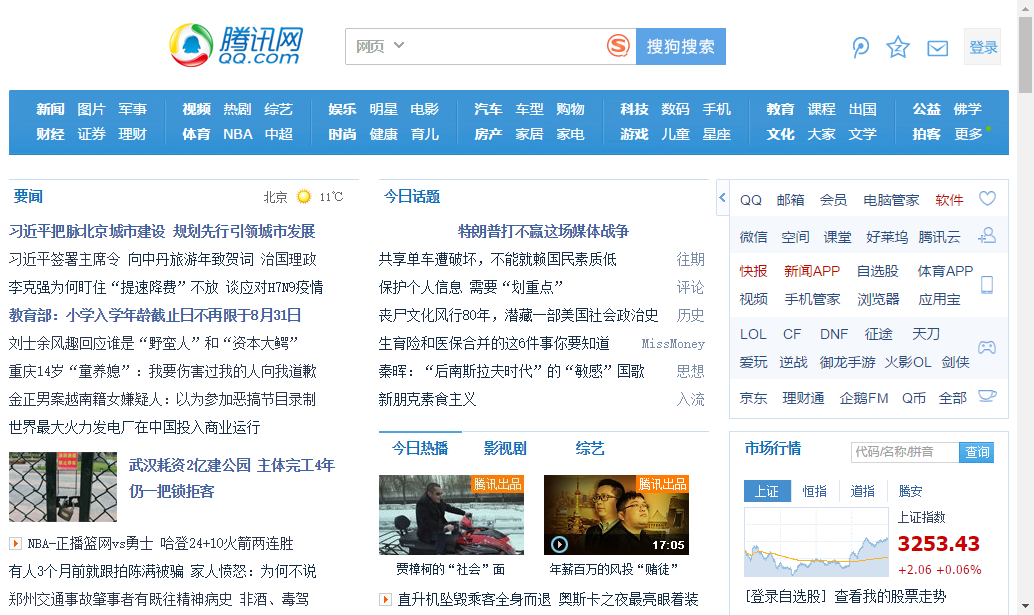 腾讯网
QQ.com
网页
搜狗搜索
登录
新闻 图片 军事 视频 热剧 综艺 娱乐 明星 电影 汽车 车型 购物 科技 数码 手机 教育 课程 出国 公益 佛学
财经 证券 理财 体育 NBA 中超 时尚 健康 育儿 房产 家居 家电 游戏 儿童 星座 文化 大家 文学 拍客 更多
要闻
北京 11℃
习近平把脉北京城市建设 规划先行引领城市发展
习近平签署主席令 向中丹旅游年致贺词 治国理政
李克强为何盯住“提速降费”不放 谈应对H7N9疫情
教育部：小学入学年龄截止日不再限于8月31日
刘士余风趣回应谁是“野蛮人”和“资本大鳄”
重庆14岁“童养媳”：我要伤害过我的人向我道歉
金正男案越南籍女嫌疑人：以为参加恶搞节目录制
世界最大火力发电厂在中国投入商业运行
武汉耗资2亿建公园 主体完工4年
仍一把锁拒客
NBA-正播篮网vs勇士 哈登24+10火箭两连胜
有人3个月前就跟拍陈满被骗 家人愤怒：为何不说
郑州交通事故肇事者有既往精神病史 非酒、毒驾
今日话题
特朗普打不赢这场媒体战争
共享单车遭破坏，不能就赖国民素质低 往期
保护个人信息 需要“划重点” 评论
丧尸文化风行80年，潜藏一部美国社会政治史 历史
生育险和医保合并的这6件事你要知道 MissMoney
秦晖：“后南斯拉夫时代”的“敏感”国歌 思想
新朋克素食主义 入流
今日热播 影视剧 综艺
腾讯出品
腾讯出品
17:05
贾樟柯的“社会”面 年薪百万的风投“赌徒”
直升机坠毁乘客全身而退 奥斯卡之夜最亮眼着装
QQ 邮箱 会员 电脑管家 软件
微信 空间 课堂 好莱坞 腾讯云
快报 新闻APP 自选股 体育APP
视频 手机管家 浏览器 应用宝
LOL CF DNF 征途 天刀
爱玩 逆战 御龙手游 火影OL 剑侠
京东 理财通 企鹅FM Q币 全部
市场行情
代码/名称/拼音
查询
上证 恒指 道指 腾安
上证指数
3253.43
+2.06 +0.06%
[登录自选股] 查看我的股票走势